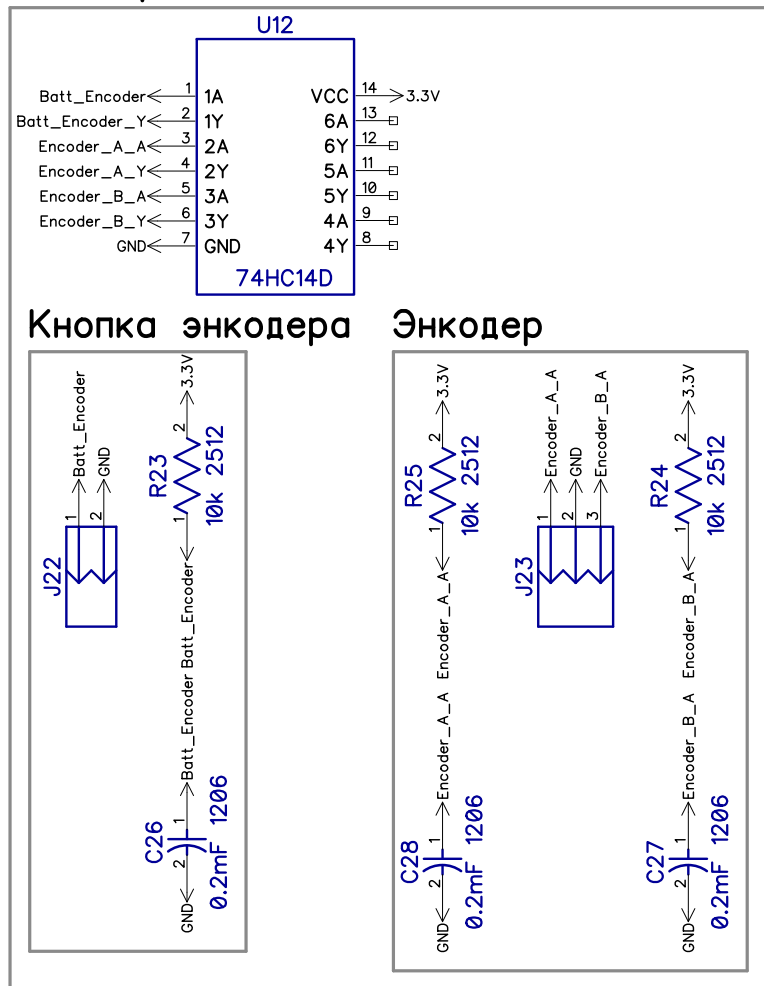 U12
Batt_Encoder 1 1A VCC 14 3.3V
Batt_Encoder_Y 2 1Y 6A 13
Encoder_A_A 3 2A 6Y 12
Encoder_A_Y 4 2Y 5A 11
Encoder_B_A 5 3A 5Y 10
Encoder_B_Y 6 3Y 4A 9
GND 7 GND 4Y 8
74HC14D
Кнопка энкодера
Batt_Encoder
GND
1
2
J22
3.3V
2
R23
10k 2512
1
Batt_Encoder
Batt_Encoder
1
C26
1206
0.2mF
2
GND
Энкодер
3.3V
2
R25
10k 2512
1
Encoder_A_A
Encoder_A_A
1
C28
1206
0.2mF
2
GND
Encoder_A_A
GND
Encoder_B_A
1
2
3
J23
3.3V
2
R24
10k 2512
1
Encoder_B_A
Encoder_B_A
1
C27
1206
0.2mF
2
GND